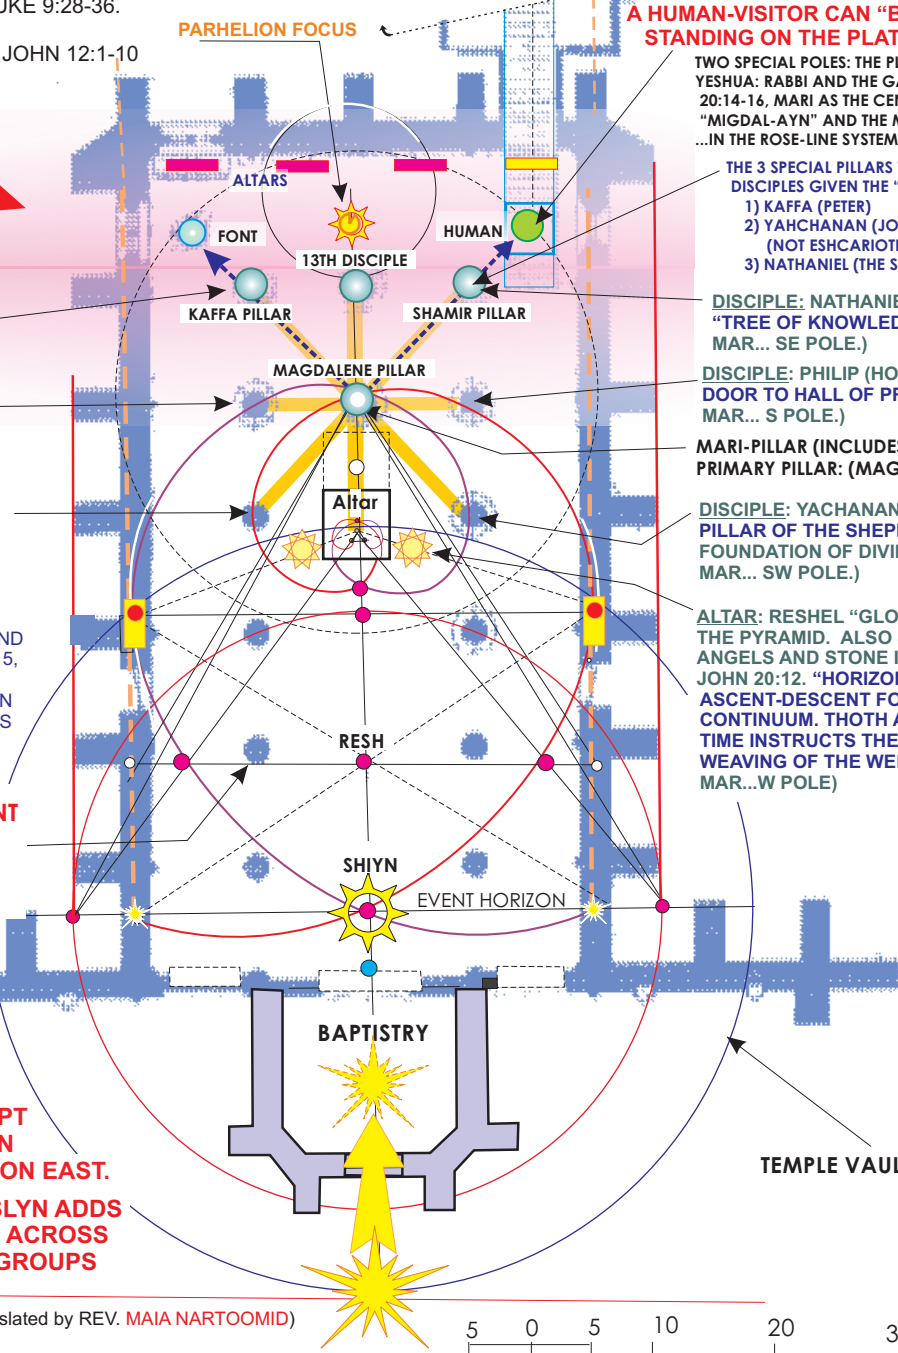 UKE 9:28-36.
JOHN 12:1-10
PARHELION FOCUS
A HUMAN-VISITOR CAN “B
STANDING ON THE PLAT
TWO SPECIAL POLES: THE PL
YESHUA: RABBI AND THE GA
20:14-16, MARI AS THE CEN
“MIGDAL-AYN” AND THE M
...IN THE ROSE-LINE SYSTEM
THE 3 SPECIAL PILLARS
DISCIPLES GIVEN THE “
1) KAFFA (PETER)
2) YAHCHANAN (JO
(NOT ESHCARIOT
3) NATHANIEL (THE S
ALTARS
FONT
HUMAN
13TH DISCIPLE
KAFFA PILLAR
SHAMIR PILLAR
DISCIPLE: NATHANIE
“TREE OF KNOWLED
MAR... SE POLE.)
MAGDALENE PILLAR
DISCIPLE: PHILIP (HO
DOOR TO HALL OF PR
MAR... S POLE.)
MARI-PILLAR (INCLUDES
PRIMARY PILLAR: (MAG
Altar
DISCIPLE: YACHANAN
PILLAR OF THE SHEP
FOUNDATION OF DIVI
MAR... SW POLE.)
ALTAR: RESHEL “GLO
THE PYRAMID. ALSO
ANGELS AND STONE I
JOHN 20:12. “HORIZON
ASCENT-DESCENT FO
CONTINUUM. THOTH A
TIME INSTRUCTS THE
WEAVING OF THE WE
MAR...W POLE)
ND
5,
N
S
RESH
NT
SHIYN
EVENT HORIZON
BAPTISTRY
PT
N
ON EAST.
SLYN ADDS
ACROSS
GROUPS
TEMPLE VAUL
slated by REV. MAIA NARTOOMID)
5 0 5 10 20 3